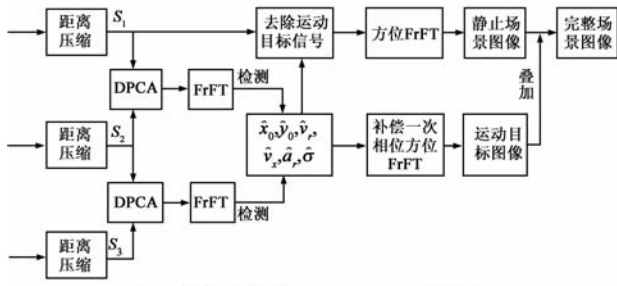 距离
压缩
S₁
去除运动
目标信号
方位FrFT
静止场
景图像
完整场
景图像
DPCA
FrFT
检测
叠加
距离
压缩
S₂
x̂₀,ŷ₀,v̂ᵣ,
v̂ₓ,âᵣ,σ̂
补偿一次
相位方位
FrFT
运动目
标图像
DPCA
FrFT
检测
距离
压缩
S₃